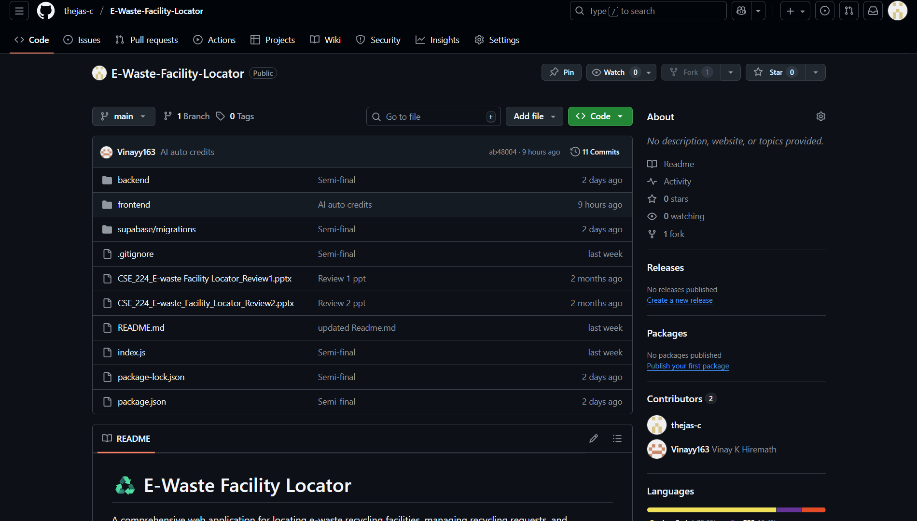 thejas-c / E-Waste-Facility-Locator
Type / to search
Code
Issues
Pull requests
Actions
Projects
Wiki
Security
Insights
Settings
E-Waste-Facility-Locator Public
Pin
Watch 0
Fork 1
Star 0
main
1 Branch
0 Tags
Go to file
Add file
Code
Vinayy163 AI auto credits
ab48004 · 9 hours ago
11 Commits
backend Semi-final 2 days ago
frontend AI auto credits 9 hours ago
supabase/migrations Semi-final 2 days ago
.gitignore Semi-final last week
CSE_224_E-waste Facility Locator_Review1.pptx Review 1 ppt 2 months ago
CSE_224_E-waste_Facility_Locator_Review2.pptx Review 2 ppt 2 months ago
README.md updated Readme.md last week
index.js Semi-final last week
package-lock.json Semi-final 2 days ago
package.json Semi-final 2 days ago
README
E-Waste Facility Locator
A comprehensive web application for locating e-waste recycling facilities, managing recycling requests, and
About
No description, website, or topics provided.
Readme
Activity
0 stars
0 watching
1 fork
Releases
No releases published
Create a new release
Packages
No packages published
Publish your first package
Contributors 2
thejas-c
Vinayy163 Vinay K Hiremath
Languages